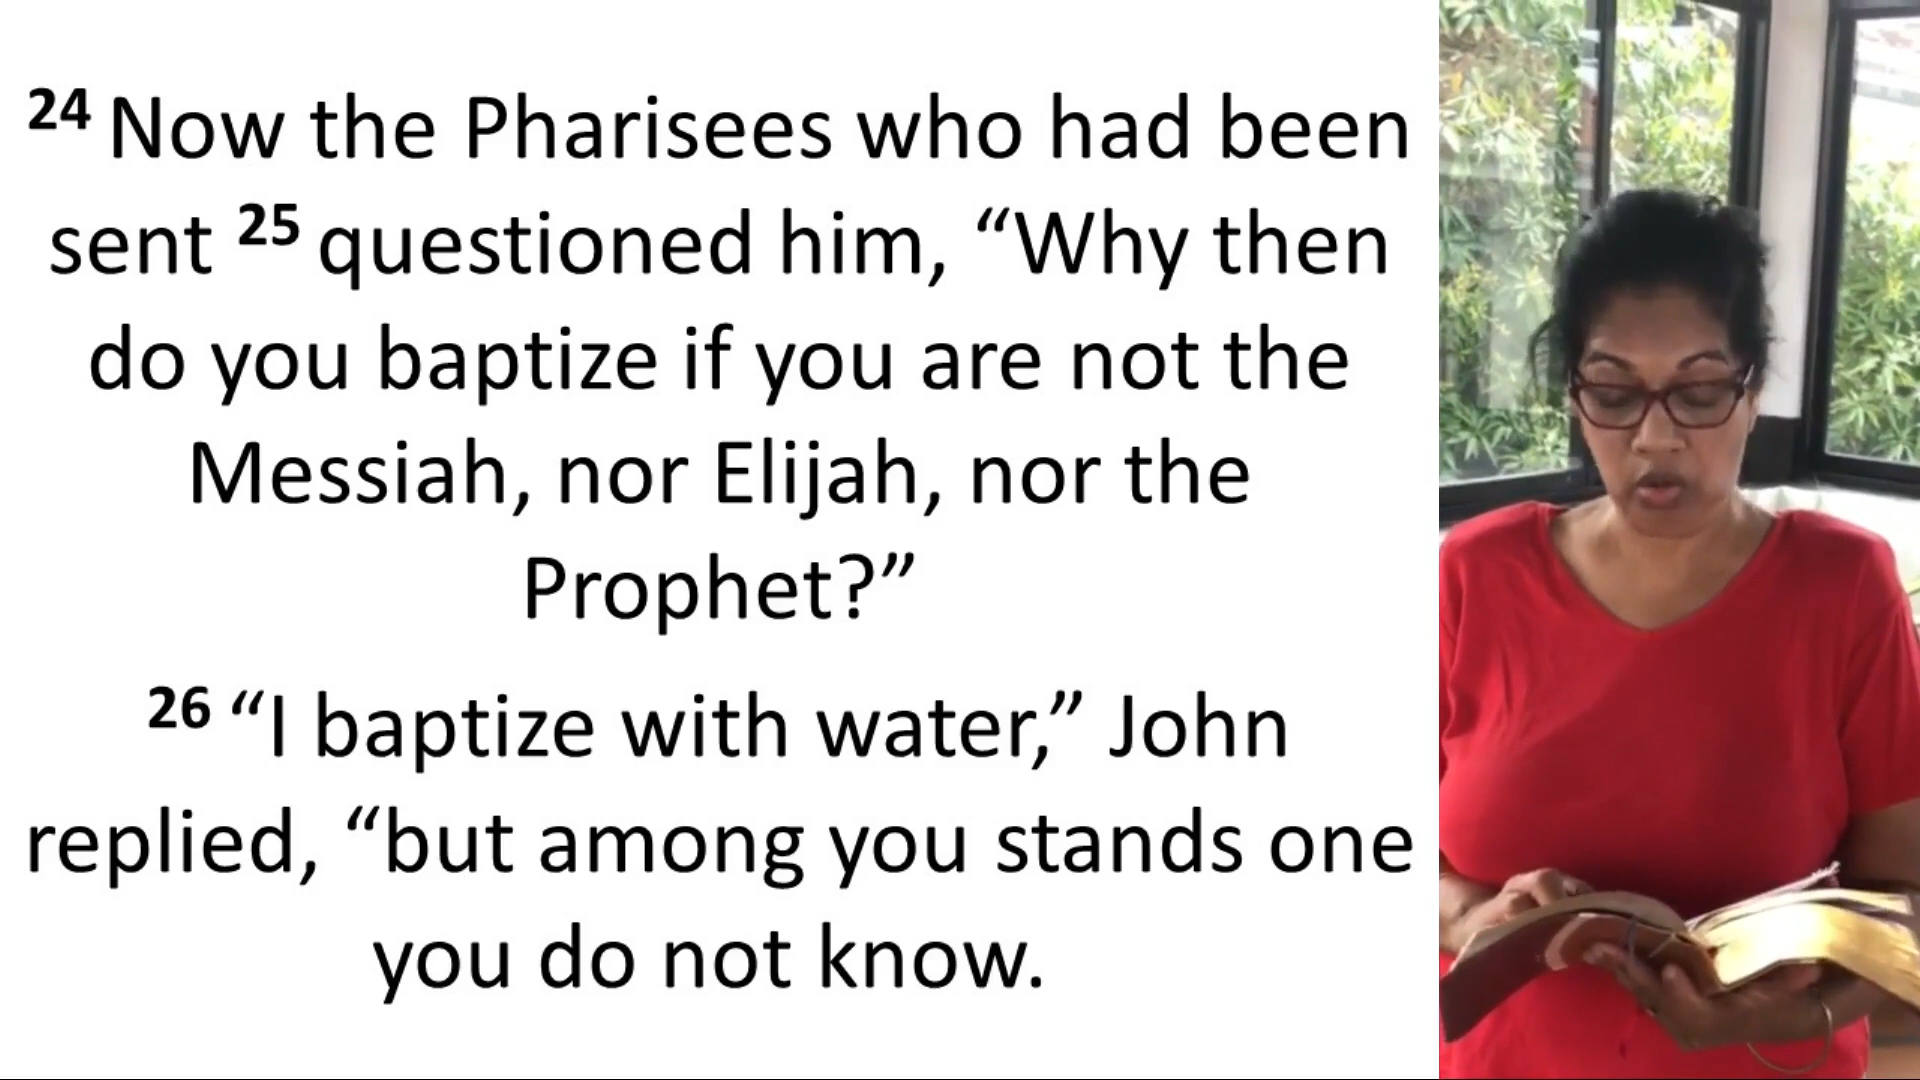 24 Now the Pharisees who had been
sent 25 questioned him, “Why then
do you baptize if you are not the
Messiah, nor Elijah, nor the
Prophet?”
26 “I baptize with water,” John
replied, “but among you stands one
you do not know.